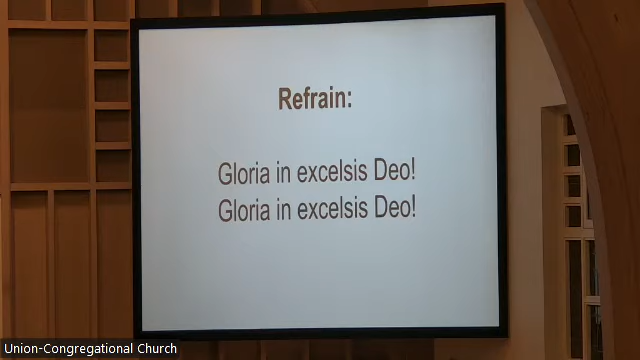 Refrain:
Gloria in excelsis Deo!
Gloria in excelsis Deo!
Union-Congregational Church